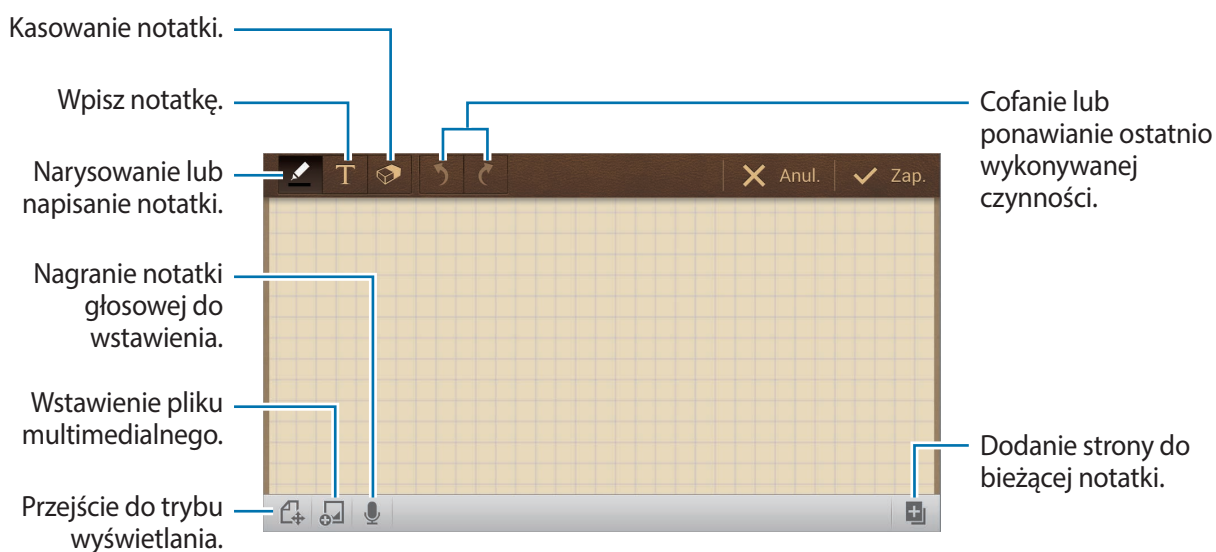 Kasowanie notatki.
Wpisz notatkę.
Narysowanie lub
napisanie notatki.
Nagranie notatki
głosowej do
wstawienia.
Wstawienie pliku
multimedialnego.
Przejście do trybu
wyświetlania.
T
Anul.
Zap.
Cofanie lub
ponawianie ostatnio
wykonywanej
czynności.
Dodanie strony do
bieżącej notatki.